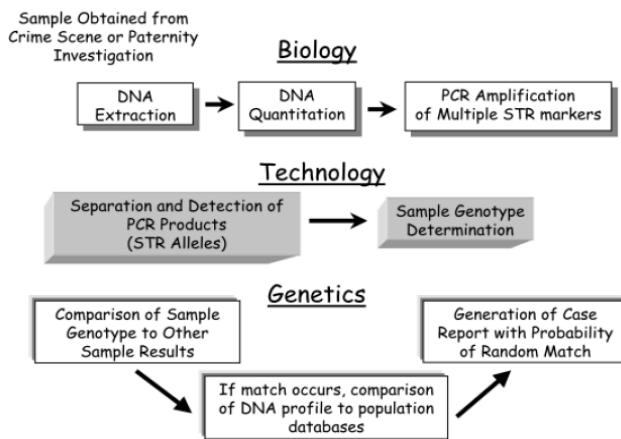 Sample Obtained from
Crime Scene or Paternity
Investigation
Biology
DNA
Extraction
DNA
Quantitation
PCR Amplification
of Multiple STR markers
Technology
Separation and Detection of
PCR Products
(STR Alleles)
Sample Genotype
Determination
Genetics
Comparison of Sample
Genotype to Other
Sample Results
If match occurs, comparison
of DNA profile to population
databases
Generation of Case
Report with Probability
of Random Match